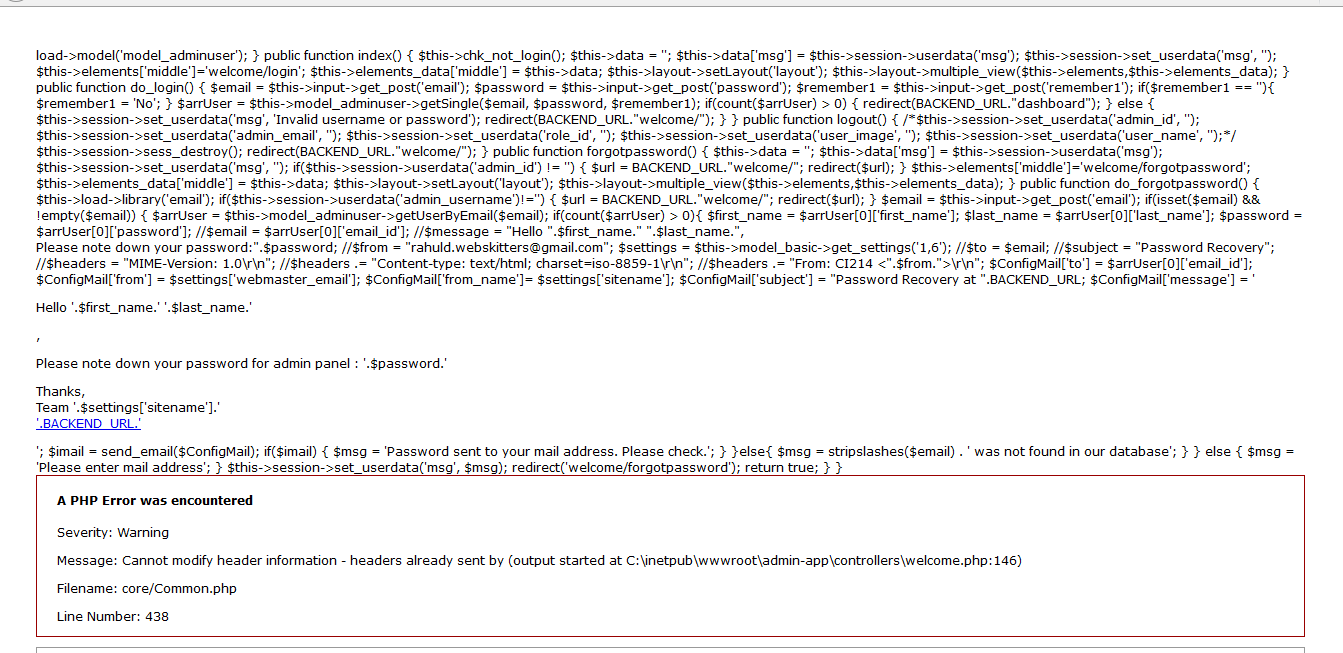 load->model('model_adminuser'); } public function index() { $this->chk_not_login(); $this->data = ''; $this->data['msg'] = $this->session->userdata('msg'); $this->session->set_userdata('msg', '');
$this->elements['middle']='welcome/login'; $this->elements_data['middle'] = $this->data; $this->layout->setLayout('layout'); $this->layout->multiple_view($this->elements,$this->elements_data); }
public function do_login() { $email = $this->input->get_post('email'); $password = $this->input->get_post('password'); $remember1 = $this->input->get_post('remember1'); if($remember1 == ''){
$remember1 = 'No'; } $arrUser = $this->model_adminuser->getSingle($email, $password, $remember1); if(count($arrUser) > 0) { redirect(BACKEND_URL."dashboard"); } else {
$this->session->set_userdata('msg', 'Invalid username or password'); redirect(BACKEND_URL."welcome/"); } } public function logout() { /*$this->session->set_userdata('admin_id', '');
$this->session->set_userdata('admin_email', ''); $this->session->set_userdata('role_id', ''); $this->session->set_userdata('user_image', ''); $this->session->set_userdata('user_name', '');*/
$this->session->sess_destroy(); redirect(BACKEND_URL."welcome/"); } public function forgotpassword() { $this->data = ''; $this->data['msg'] = $this->session->userdata('msg');
$this->session->set_userdata('msg', ''); if($this->session->userdata('admin_id') != '') { $url = BACKEND_URL."welcome/"; redirect($url); } $this->elements['middle']='welcome/forgotpassword';
$this->elements_data['middle'] = $this->data; $this->layout->setLayout('layout'); $this->layout->multiple_view($this->elements,$this->elements_data); } public function do_forgotpassword() {
$this->load->library('email'); if($this->session->userdata('admin_username')!='') { $url = BACKEND_URL."welcome/"; redirect($url); } $email = $this->input->get_post('email'); if(isset($email) &&
!empty($email)) { $arrUser = $this->model_adminuser->getUserByEmail($email); if(count($arrUser) > 0){ $first_name = $arrUser[0]['first_name']; $last_name = $arrUser[0]['last_name']; $password =
$arrUser[0]['password']; //$email = $arrUser[0]['email_id']; //$message = "Hello ".$first_name." ".$last_name.",
Please note down your password:".$password; //$from = "rahuld.webskitters@gmail.com"; $settings = $this->model_basic->get_settings('1,6'); //$to = $email; //$subject = "Password Recovery";
//$headers = "MIME-Version: 1.0\r\n"; //$headers .= "Content-type: text/html; charset=iso-8859-1\r\n"; //$headers .= "From: CI214 <".$from.">\r\n"; $ConfigMail['to'] = $arrUser[0]['email_id'];
$ConfigMail['from'] = $settings['webmaster_email']; $ConfigMail['from_name']= $settings['sitename']; $ConfigMail['subject'] = "Password Recovery at ".BACKEND_URL; $ConfigMail['message'] = '
Hello '.$first_name.' '.$last_name.'
,
Please note down your password for admin panel : '.$password.'
Thanks,
Team '.$settings['sitename'].'
'.BACKEND_URL.'
'; $imail = send_email($ConfigMail); if($imail) { $msg = 'Password sent to your mail address. Please check.'; } }else{ $msg = stripslashes($email) . ' was not found in our database'; } } else { $msg =
'Please enter mail address'; } $this->session->set_userdata('msg', $msg); redirect('welcome/forgotpassword'); return true; } }
A PHP Error was encountered
Severity: Warning
Message: Cannot modify header information - headers already sent by (output started at C:\inetpub\wwwroot\admin-app\controllers\welcome.php:146)
Filename: core/Common.php
Line Number: 438